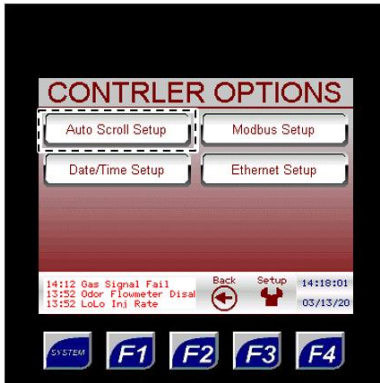 CONTRLER OPTIONS
Auto Scroll Setup Modbus Setup
Date/Time Setup Ethernet Setup
14:12 Gas Signal Fail
13:52 Odor Flowmeter Disal
13:52 LoLo Inj Rate
Back Setup 14:18:01
03/13/20
SYSTEM F1 F2 F3 F4